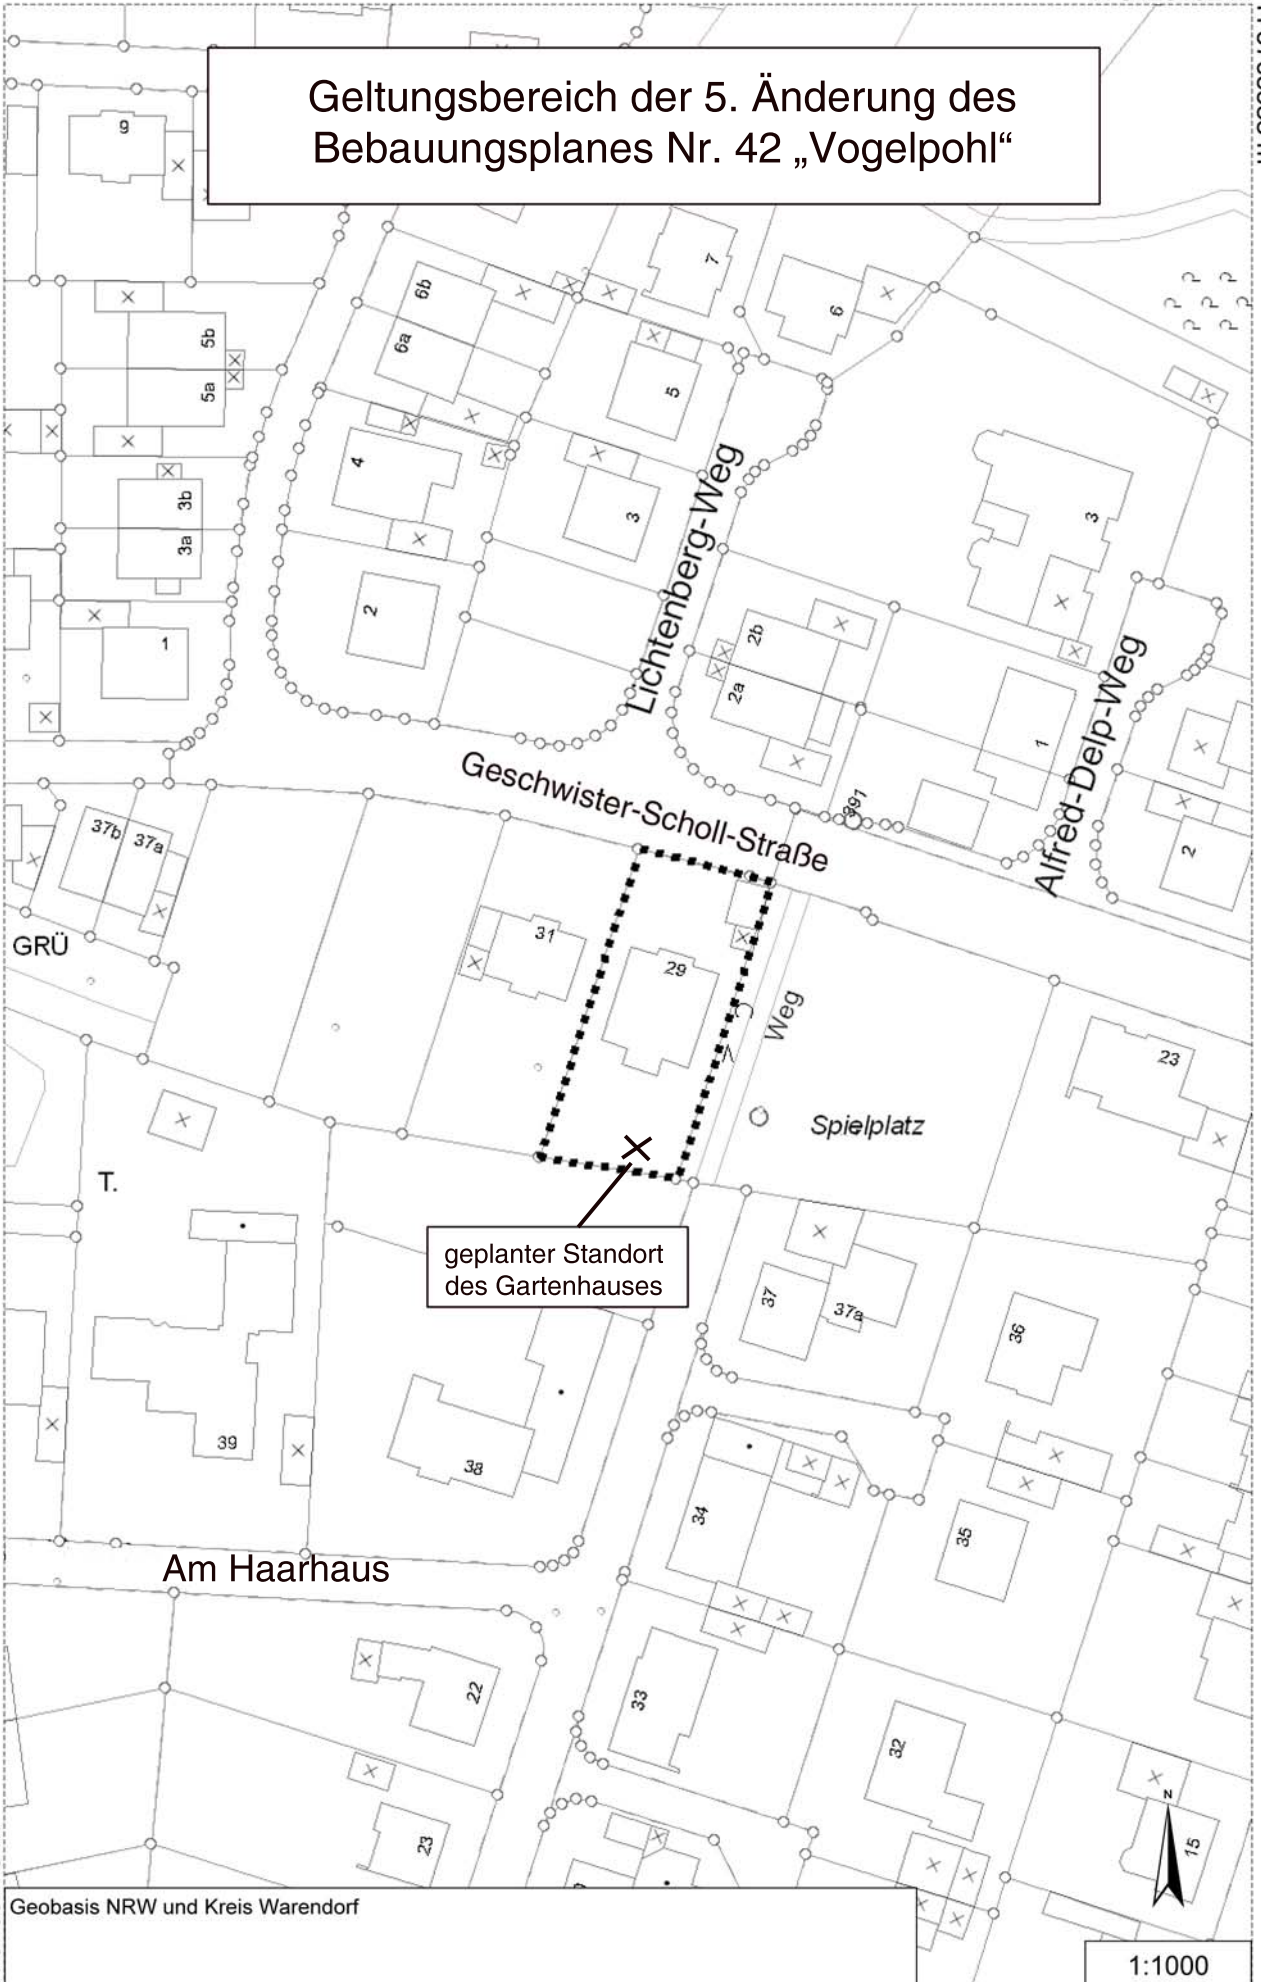 Geltungsbereich der 5. Änderung des
Bebauungsplanes Nr. 42 „Vogelpohl“
9
7
6b
6
6a
5b
5a
5
4
3
3
3b
3a
Lichtenberg-Weg
2
2b
1
2a
1
Alfred-Delp-Weg
Geschwister-Scholl-Straße
391
37b
37a
2
31
GRÜ
29
Weg
23
Spielplatz
T.
geplanter Standort
des Gartenhauses
37
37a
36
39
38
34
35
Am Haarhaus
22
33
32
N
23
15
Geobasis NRW und Kreis Warendorf
1:1000